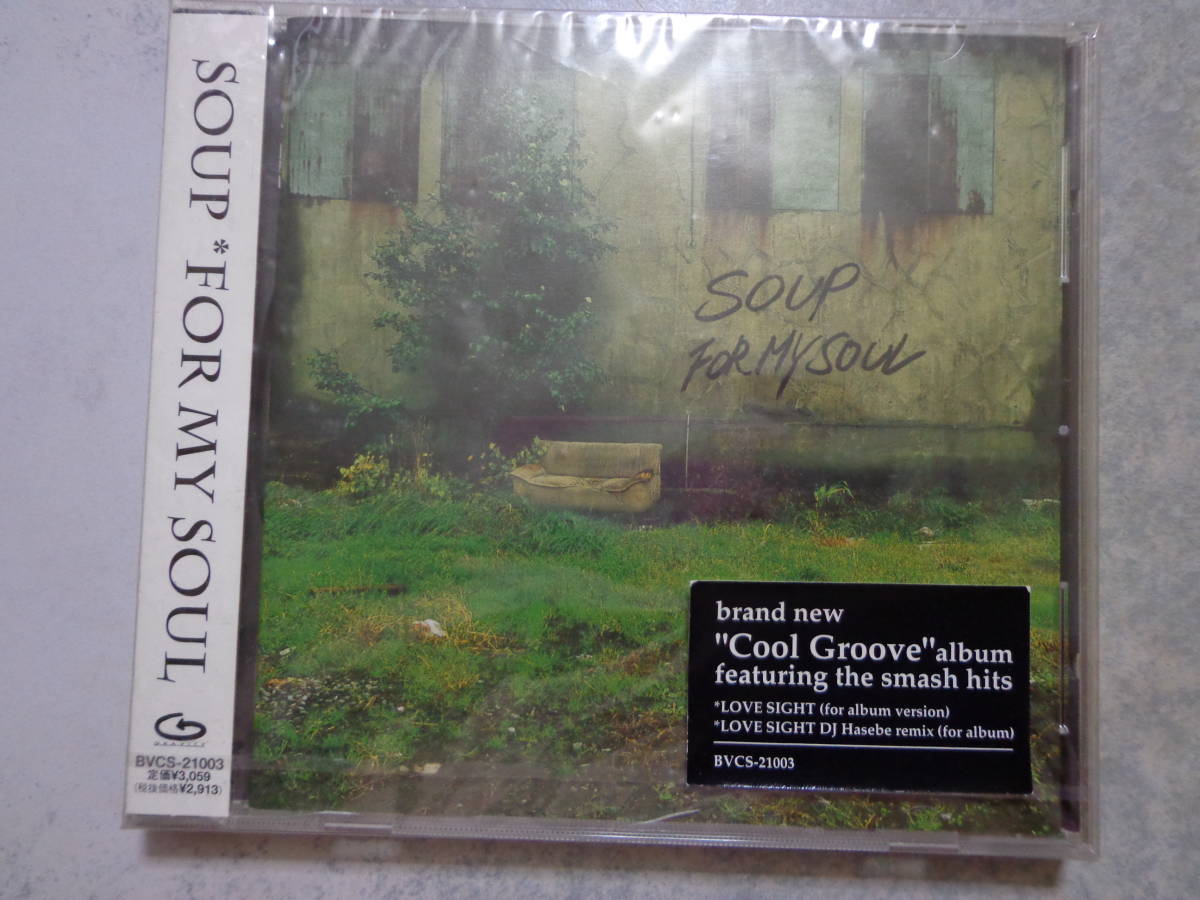 SOUP *FOR MY SOUL
GRAVITY
BVCS-21003
定価¥3,059
(税抜価格¥2,913)
SOUP
FOR MY SOUL
brand new
"Cool Groove" album
featuring the smash hits
*LOVE SIGHT (for album version)
*LOVE SIGHT DJ Hasebe remix (for album)
BVCS-21003